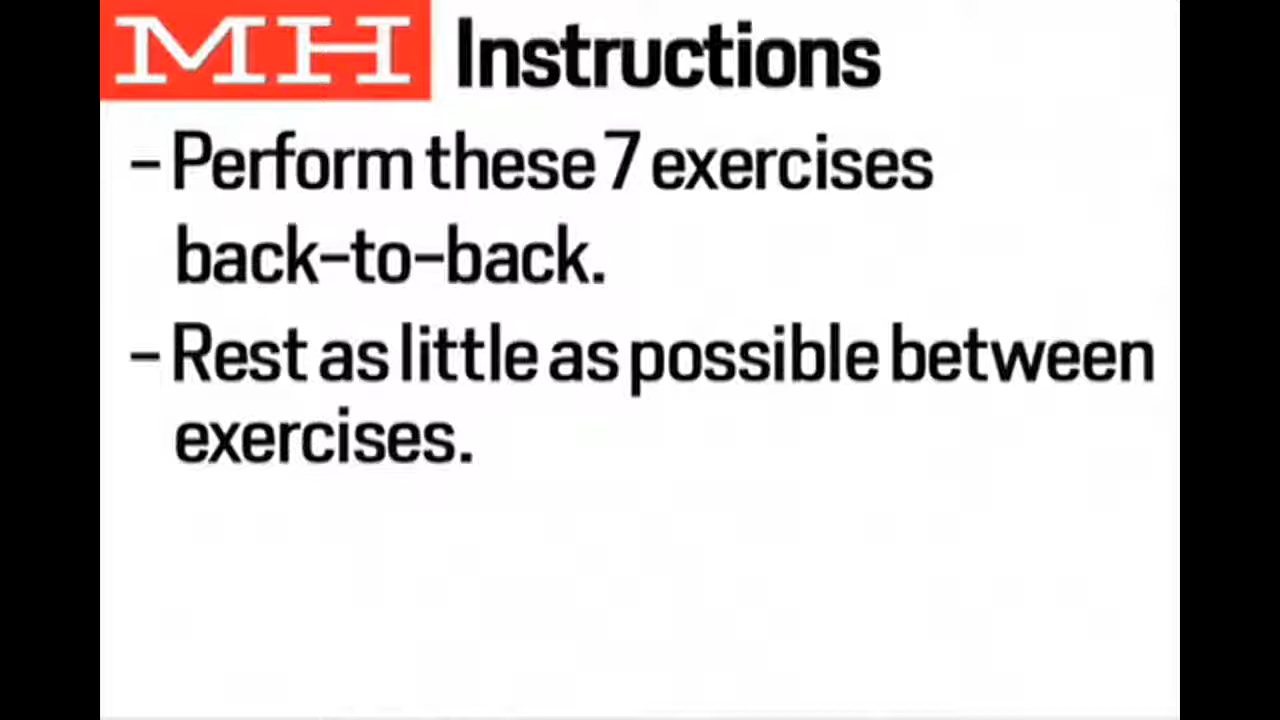 MH Instructions
– Perform these 7 exercises
back-to-back.
– Rest as little as possible between
exercises.